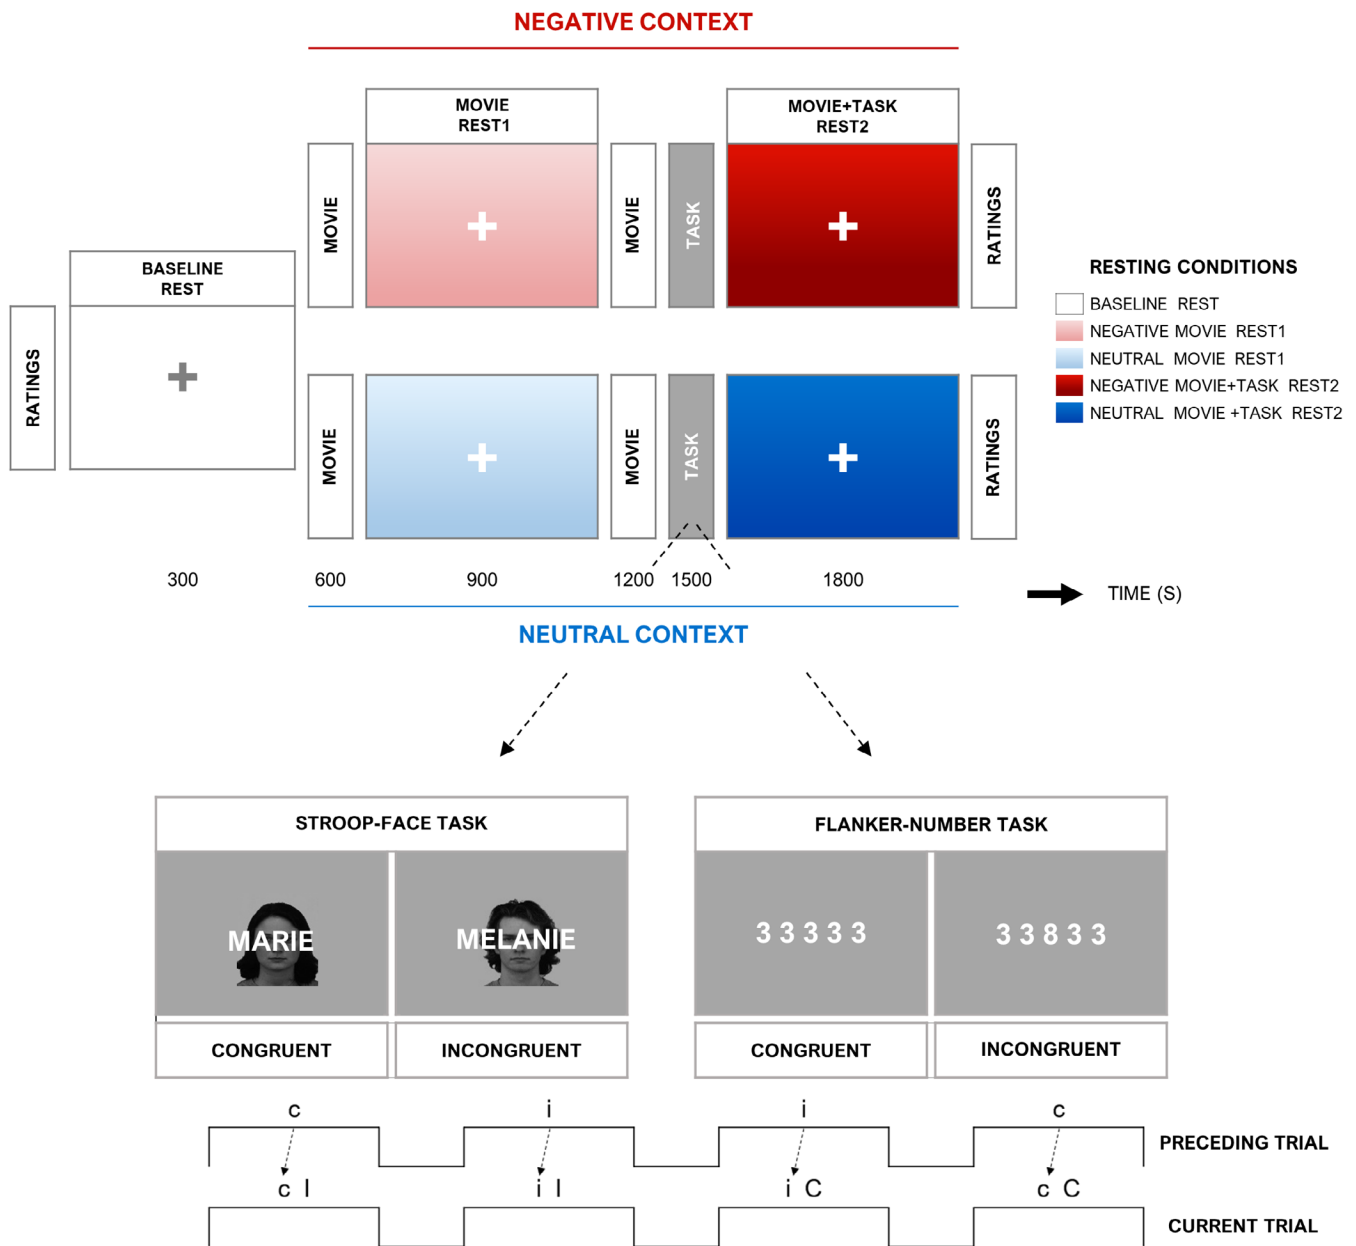 NEGATIVE CONTEXT
MOVIE
REST1
MOVIE+TASK
REST2
MOVIE
MOVIE
TASK
RATINGS
BASELINE
REST
RATINGS
RESTING CONDITIONS
BASELINE REST
NEGATIVE MOVIE REST1
NEUTRAL MOVIE REST1
NEGATIVE MOVIE+TASK REST2
NEUTRAL MOVIE +TASK REST2
MOVIE
MOVIE
TASK
RATINGS
300 600 900 1200 1500 1800
TIME (S)
NEUTRAL CONTEXT
STROOP-FACE TASK
FLANKER-NUMBER TASK
MARIE
MELANIE
3 3 3 3 3
3 3 8 3 3
CONGRUENT
INCONGRUENT
CONGRUENT
INCONGRUENT
c i i c
PRECEDING TRIAL
c I i I i C c C
CURRENT TRIAL